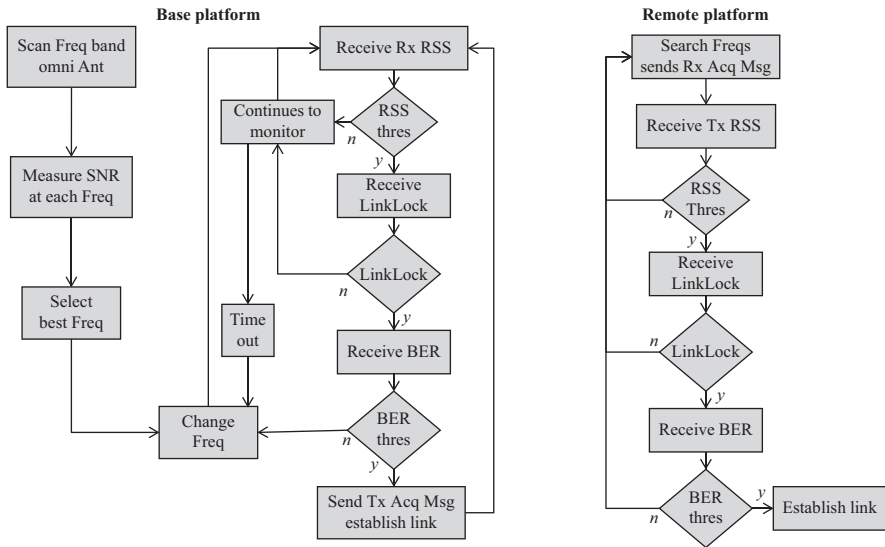 Base platform
Scan Freq band
omni Ant
Measure SNR
at each Freq
Select
best Freq
Change
Freq
Time
out
Continues to
monitor
Receive Rx RSS
RSS
thres
n
y
Receive
LinkLock
LinkLock
n
y
Receive BER
BER
thres
n
y
Send Tx Acq Msg
establish link
Remote platform
Search Freqs
sends Rx Acq Msg
Receive Tx RSS
RSS
Thres
n
y
Receive
LinkLock
LinkLock
n
y
Receive BER
BER
thres
n
y
Establish link